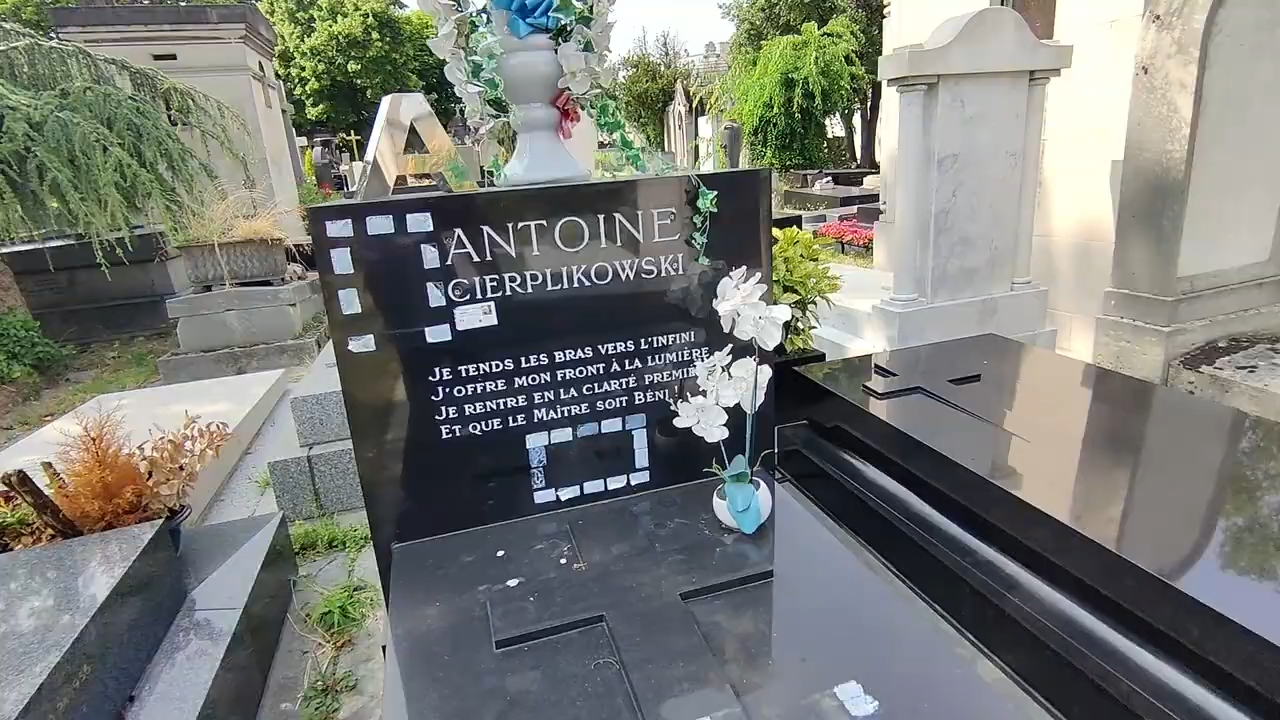 A
ANTOINE
CIERPLIKOWSKI
JE TENDS LES BRAS VERS L'INFINI
J'OFFRE MON FRONT À LA LUMIÈRE
JE RENTRE EN LA CLARTÉ PREMIÈ
ET QUE LE MAÎTRE SOIT BÉNI !